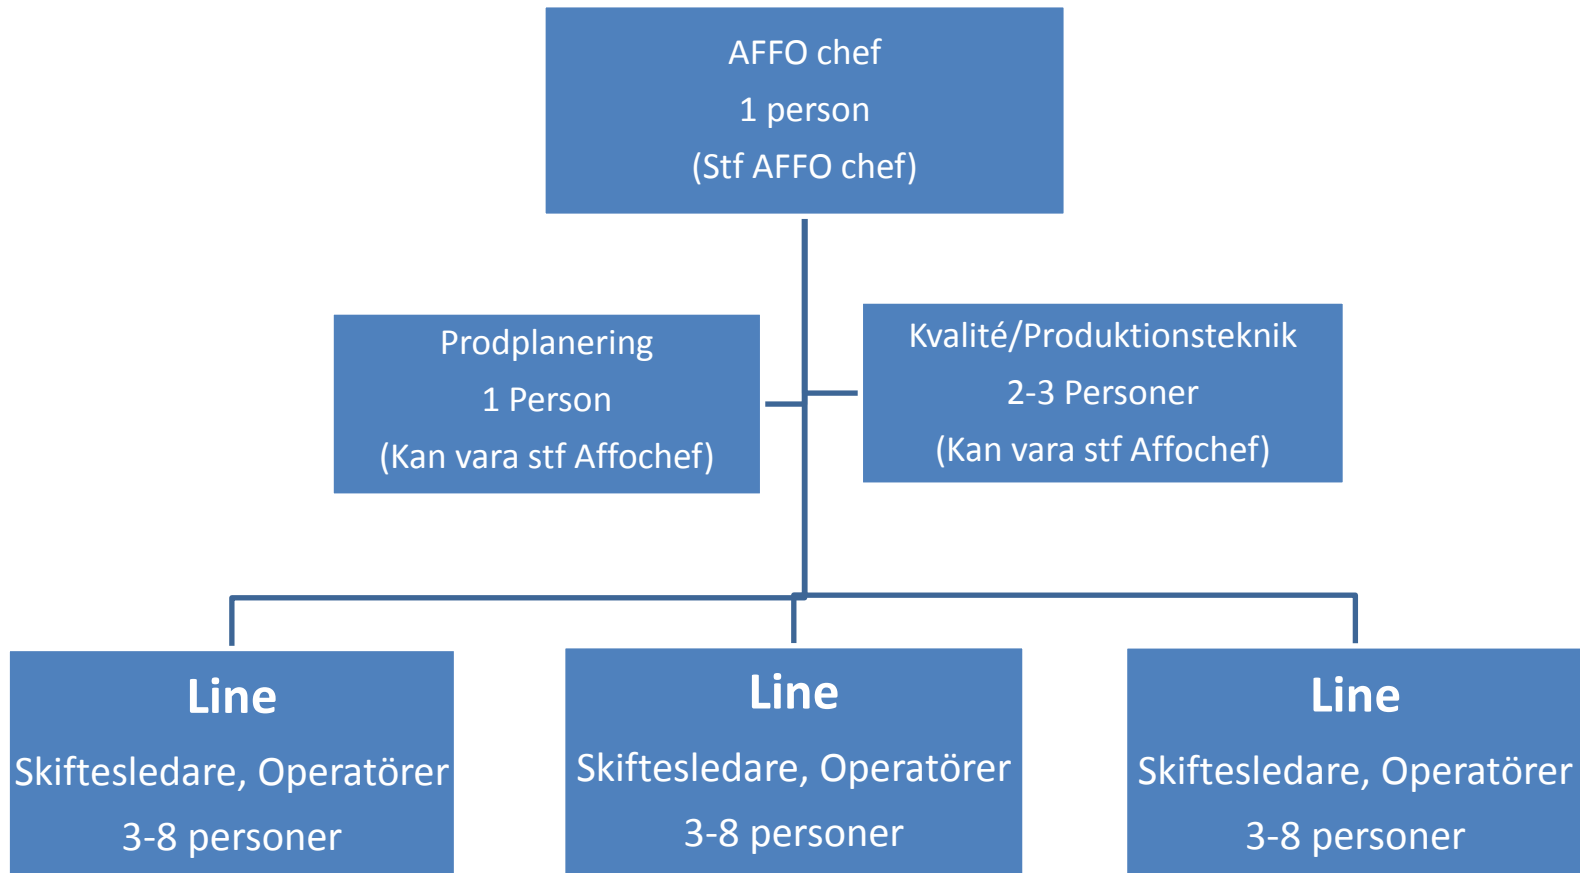 AFFO chef
1 person
(Stf AFFO chef)
Prodplanering
1 Person
(Kan vara stf Affochef)
Kvalité/Produktionsteknik
2-3 Personer
(Kan vara stf Affochef)
Line
Skiftesledare, Operatörer
3-8 personer
Line
Skiftesledare, Operatörer
3-8 personer
Line
Skiftesledare, Operatörer
3-8 personer